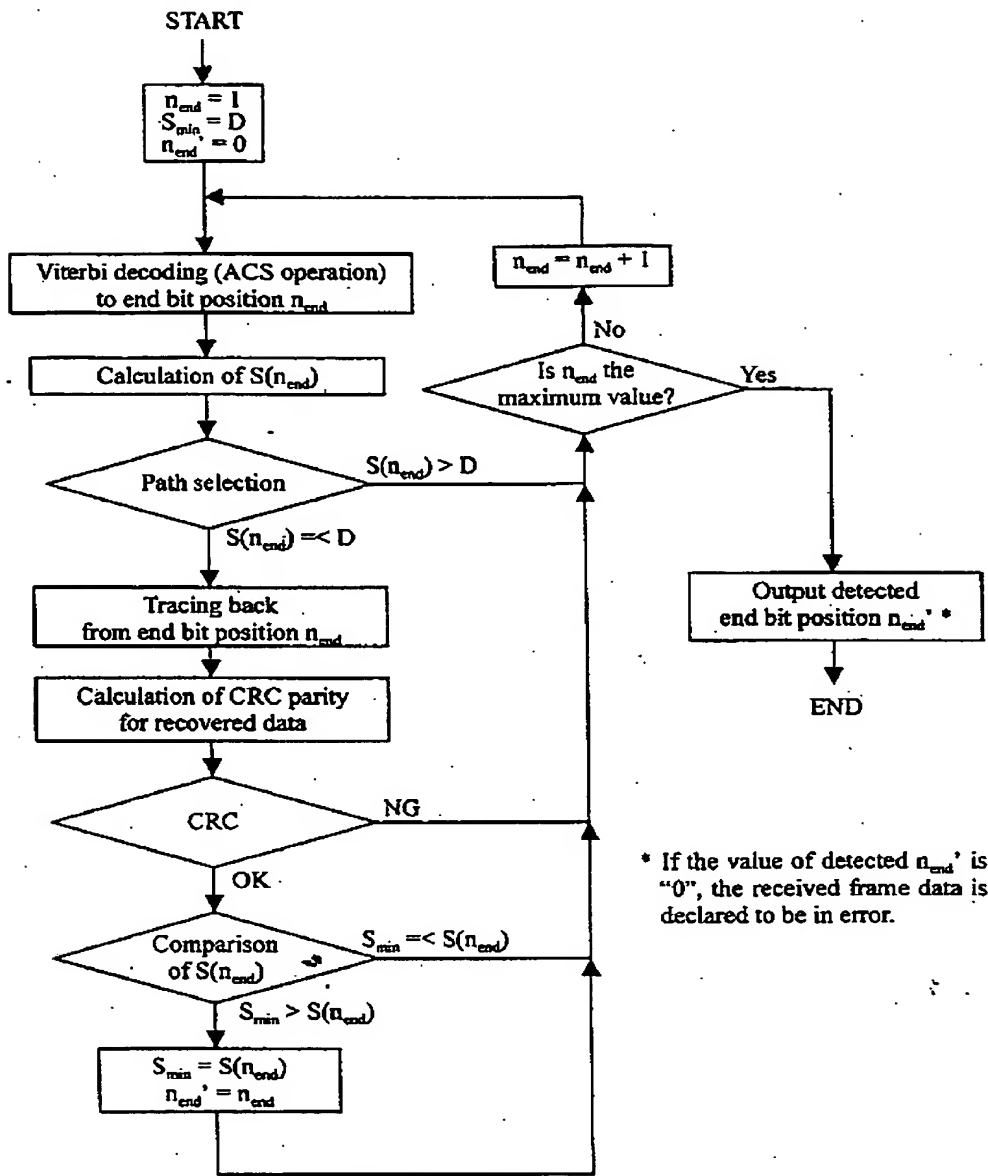 START
n_end = 1
S_min = D
n_end' = 0
Viterbi decoding (ACS operation)
to end bit position n_end
Calculation of S(n_end)
Path selection
S(n_end) > D
S(n_end) =< D
Tracing back
from end bit position n_end
Calculation of CRC parity
for recovered data
CRC
NG
OK
Comparison
of S(n_end)
S_min =< S(n_end)
S_min > S(n_end)
S_min = S(n_end)
n_end' = n_end
n_end = n_end + 1
No
Is n_end the
maximum value?
Yes
Output detected
end bit position n_end' *
END
* If the value of detected n_end' is
“0”, the received frame data is
declared to be in error.